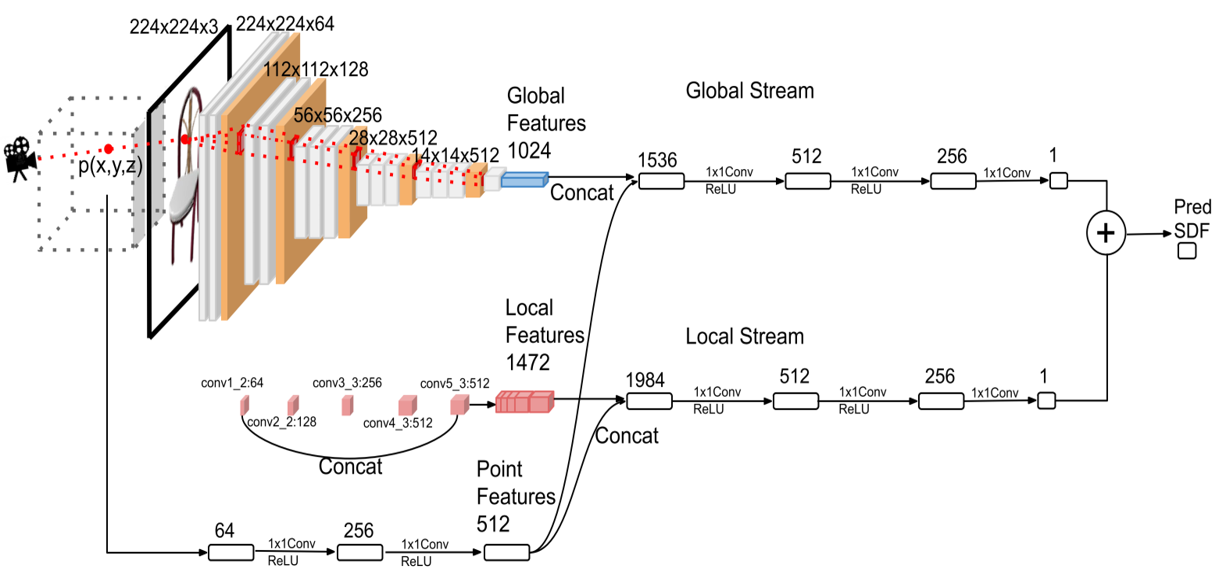 224x224x3
224x224x64
112x112x128
56x56x256
28x28x512
14x14x512
p(x,y,z)
Global
Features
1024
Concat
Global Stream
1536
1x1Conv
ReLU
512
1x1Conv
ReLU
256
1x1Conv
1
+
Pred
SDF
conv1_2:64
conv2_2:128
conv3_3:256
conv4_3:512
conv5_3:512
Concat
Local
Features
1472
Concat
Local Stream
1984
1x1Conv
ReLU
512
1x1Conv
ReLU
256
1x1Conv
1
64
1x1Conv
ReLU
256
1x1Conv
ReLU
Point
Features
512